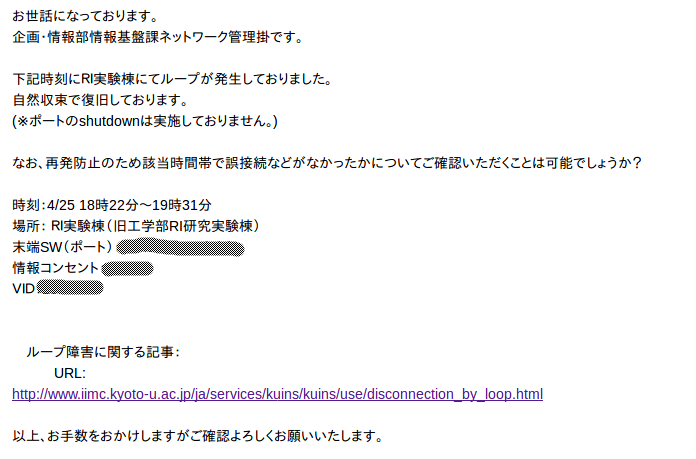 お世話になっております。
企画・情報部情報基盤課ネットワーク管理掛です。
下記時刻にRI実験棟にてループが発生しておりました。
自然収束で復旧しております。
(※ポートのshutdownは実施しておりません。)
なお、再発防止のため該当時間帯で誤接続などがなかったかについてご確認いただくことは可能でしょうか?
時刻:4/25 18時22分～19時31分
場所: RI実験棟(旧工学部RI研究実験棟)
末端SW(ポート)
情報コンセント
VID
ループ障害に関する記事:
URL:
http://www.iimc.kyoto-u.ac.jp/ja/services/kuins/kuins/use/disconnection_by_loop.html
以上、お手数をおかけしますがご確認よろしくお願いいたします。